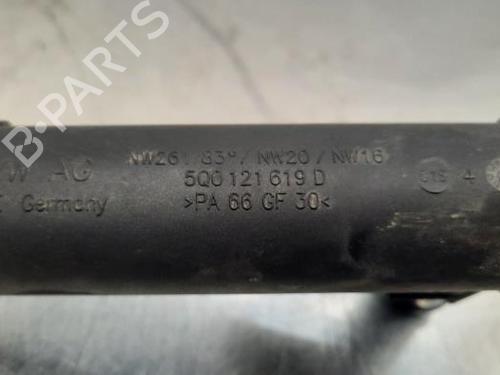 NW26 / 83° / NW20 / NW16
W AG
5Q0 121 619 D
Germany
>PA 66 GF 30<
4
B-PARTS